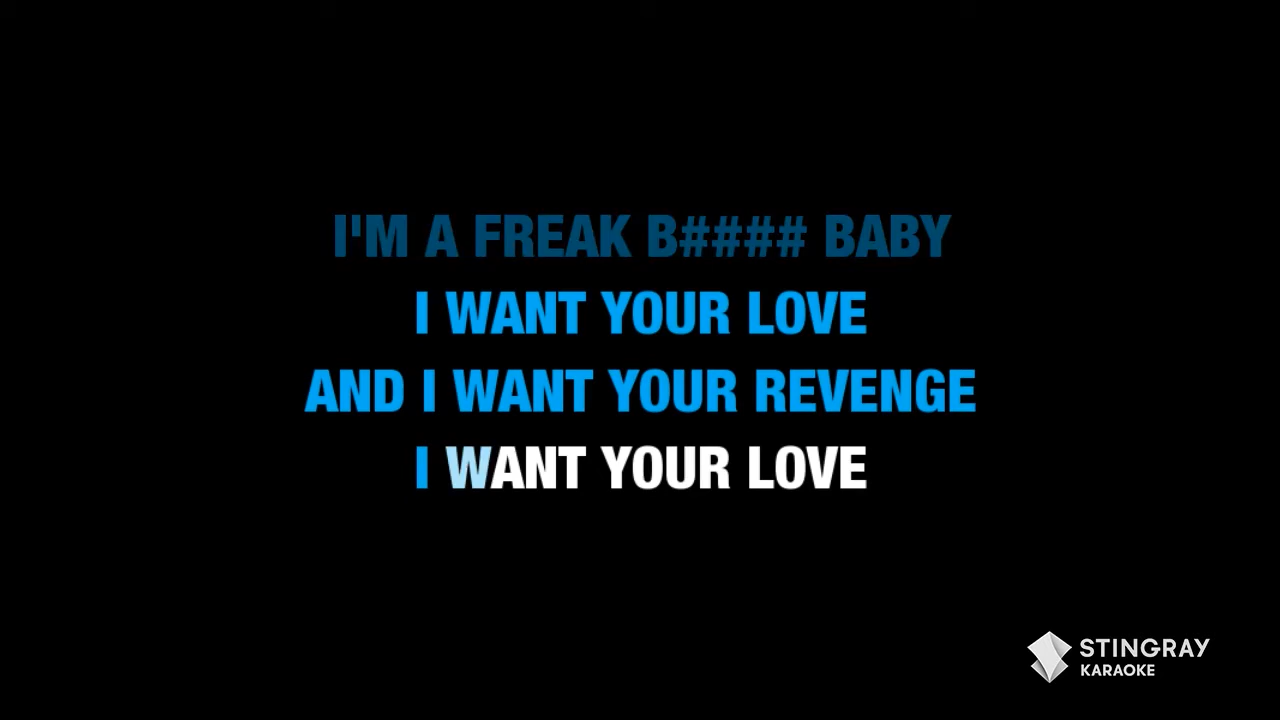 I'M A FREAK B#### BABY
I WANT YOUR LOVE
AND I WANT YOUR REVENGE
I WANT YOUR LOVE
STINGRAY
KARAOKE